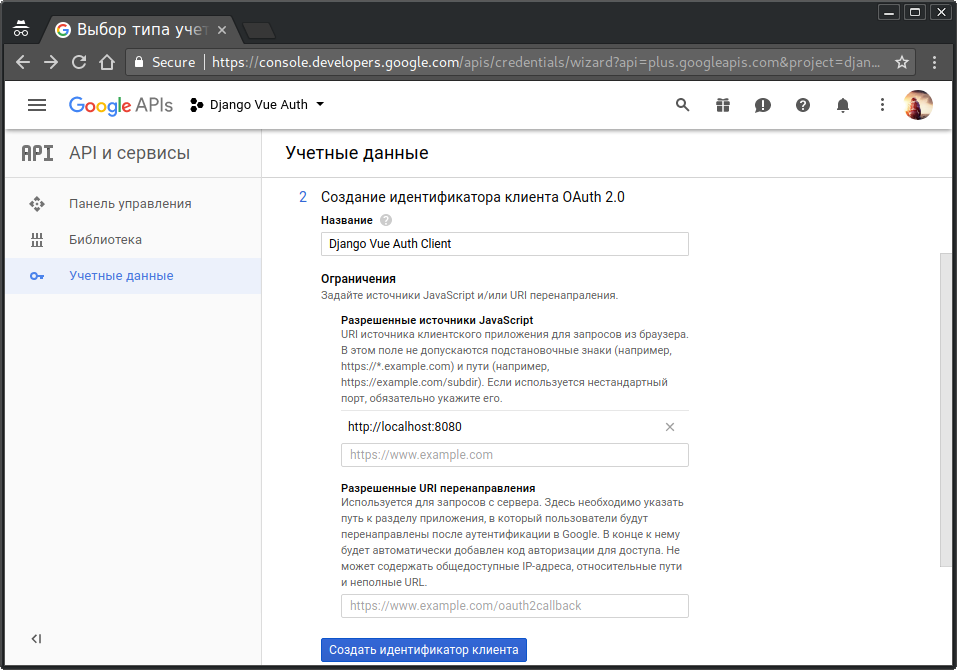 Выбор типа учет
Secure https://console.developers.google.com/apis/credentials/wizard?api=plus.googleapis.com&project=djan...
Google APIs Django Vue Auth
API API и сервисы
Учетные данные
Панель управления
Библиотека
Учетные данные
2 Создание идентификатора клиента OAuth 2.0
Название
Django Vue Auth Client
Ограничения
Задайте источники JavaScript и/или URI перенапраления.
Разрешенные источники JavaScript
URI источника клиентского приложения для запросов из браузера.
В этом поле не допускаются подстановочные знаки (например,
https://*.example.com) и пути (например,
https://example.com/subdir). Если используется нестандартный
порт, обязательно укажите его.
http://localhost:8080
https://www.example.com
Разрешенные URI перенаправления
Используется для запросов с сервера. Здесь необходимо указать
путь к разделу приложения, в который пользователи будут
перенаправлены после аутентификации в Google. В конце к нему
будет автоматически добавлен код авторизации для доступа. Не
может содержать общедоступные IP-адреса, относительные пути
и неполные URL.
https://www.example.com/oauth2callback
Создать идентификатор клиента